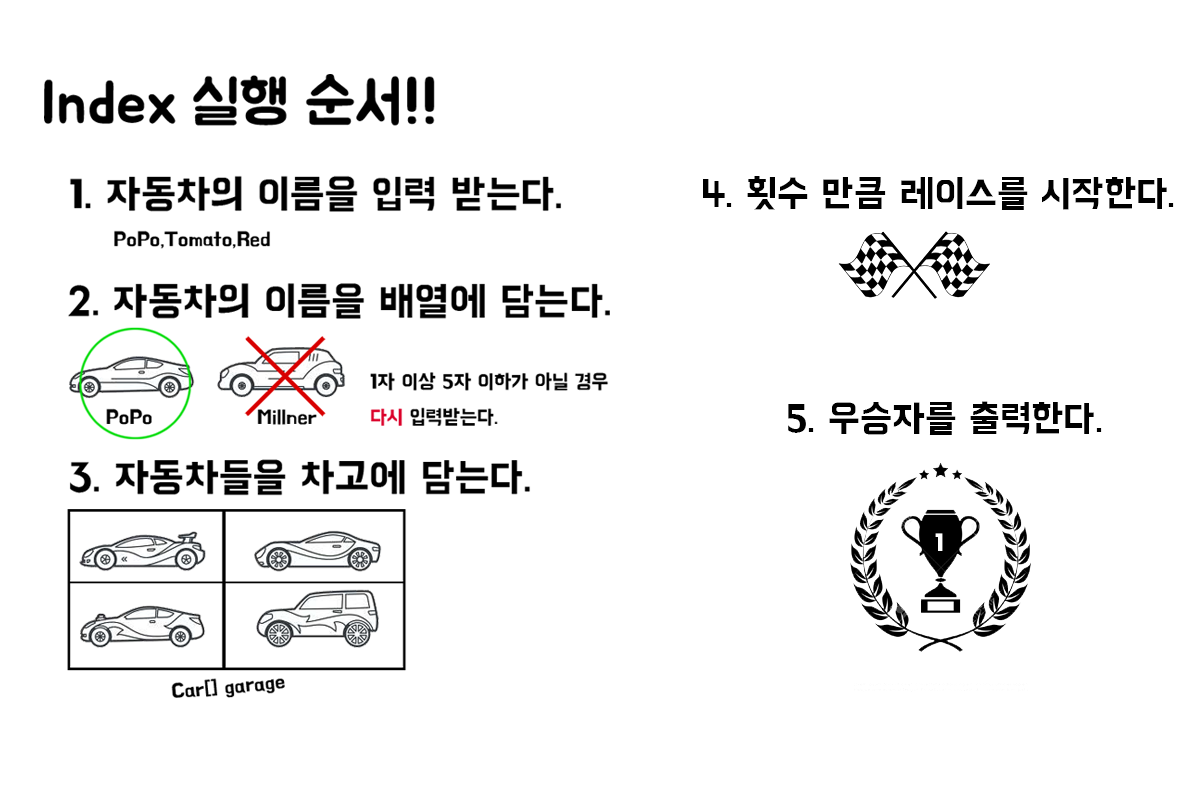 Index 실행 순서!!
1. 자동차의 이름을 입력 받는다.
PoPo,Tomato,Red
2. 자동차의 이름을 배열에 담는다.
PoPo
Millner
1자 이상 5자 이하가 아닐 경우
다시 입력받는다.
3. 자동차들을 차고에 담는다.
Car[] garage
4. 횟수 만큼 레이스를 시작한다.
5. 우승자를 출력한다.
1